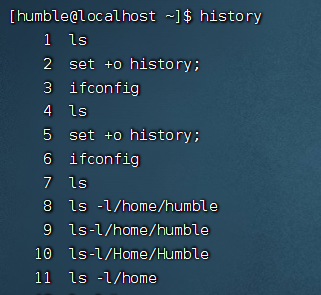 [humble@localhost ~]$ history
1 ls
2 set +o history;
3 ifconfig
4 ls
5 set +o history;
6 ifconfig
7 ls
8 ls -l/home/humble
9 ls-l/home/humble
10 ls-l/Home/Humble
11 ls -l/home